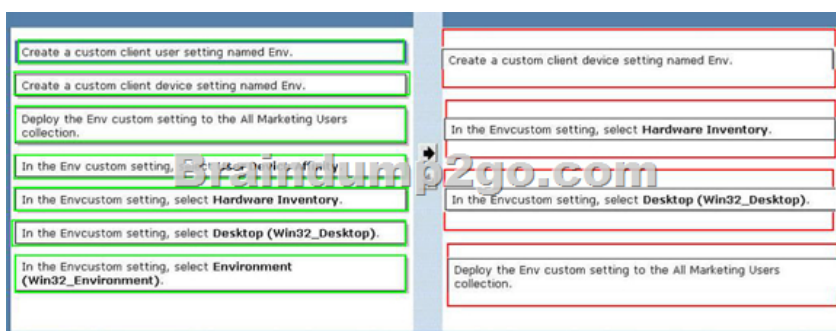 Create a custom client user setting named Env.
Create a custom client device setting named Env.
Deploy the Env custom setting to the All Marketing Users
collection.
In the Env custom setting, select User Device Affinity.
In the Envcustom setting, select Hardware Inventory.
In the Envcustom setting, select Desktop (Win32_Desktop).
In the Envcustom setting, select Environment
(Win32_Environment).
Create a custom client device setting named Env.
In the Envcustom setting, select Hardware Inventory.
In the Envcustom setting, select Desktop (Win32_Desktop).
Deploy the Env custom setting to the All Marketing Users
collection.
Braindump2go.com